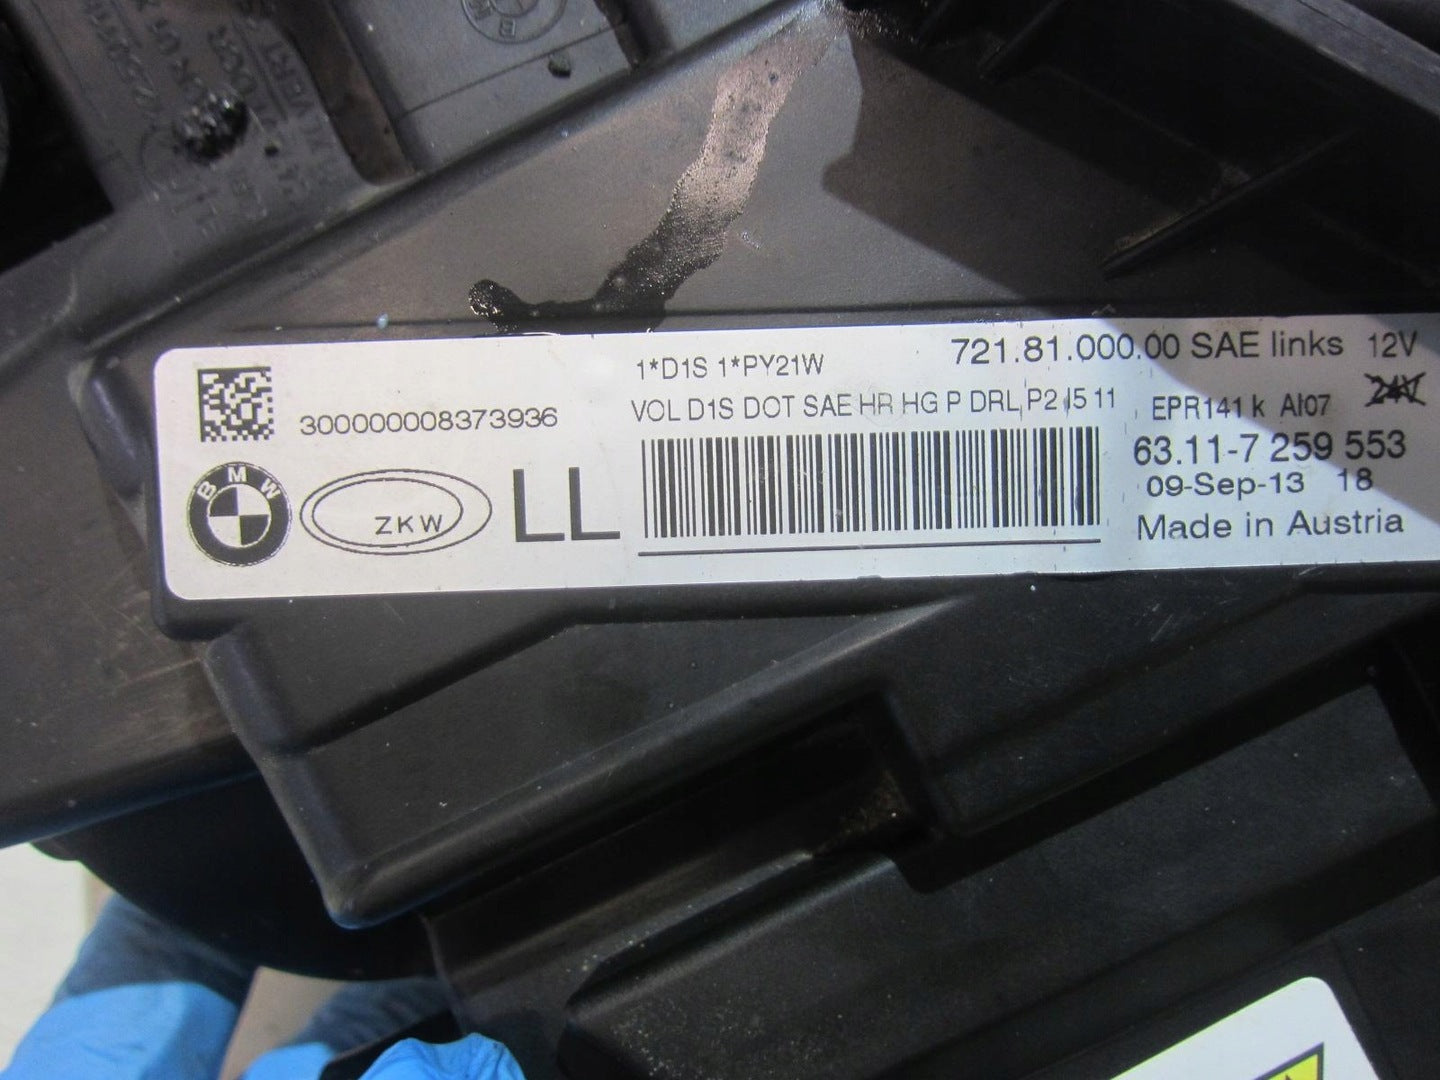 1*D1S 1*PY21W
721.81.000.00 SAE links 12V
24V
300000008373936
VOL D1S DOT SAE HR HG P DRL P2 I5 11
EPR141 k AI07
63.11-7 259 553
BMW
ZKW
LL
09-Sep-13 18
Made in Austria